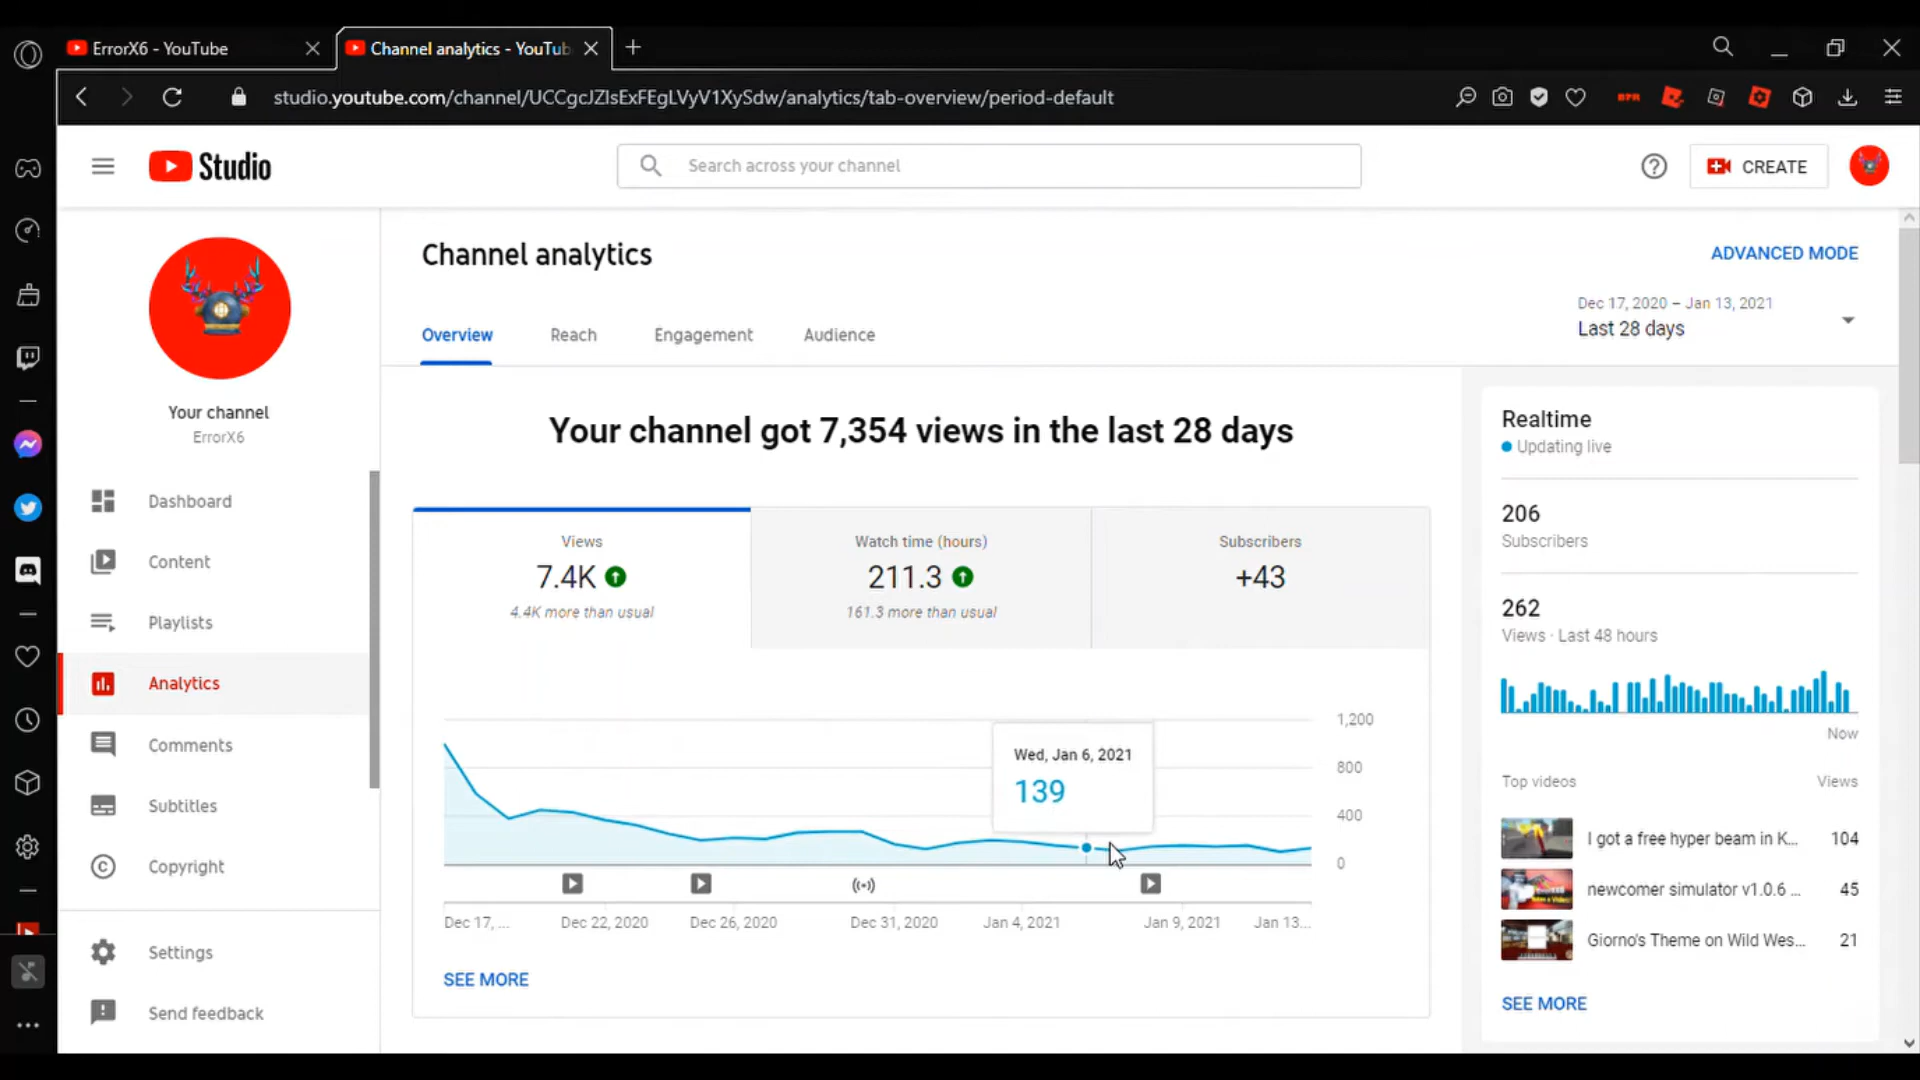 ErrorX6 - YouTube
Channel analytics - YouTub
studio.youtube.com/channel/UCCgcJZIsExFEgLVyV1XySdw/analytics/tab-overview/period-default
Studio
Search across your channel
CREATE
Your channel
ErrorX6
Dashboard
Content
Playlists
Analytics
Comments
Subtitles
Copyright
Settings
Send feedback
Channel analytics
ADVANCED MODE
Dec 17, 2020 – Jan 13, 2021
Last 28 days
Overview Reach Engagement Audience
Your channel got 7,354 views in the last 28 days
Views
7.4K
4.4K more than usual
Watch time (hours)
211.3
161.3 more than usual
Subscribers
+43
1,200
800
400
0
Wed, Jan 6, 2021
139
Dec 17, ... Dec 22, 2020 Dec 26, 2020 Dec 31, 2020 Jan 4, 2021 Jan 9, 2021 Jan 13...
SEE MORE
Realtime
Updating live
206
Subscribers
262
Views · Last 48 hours
Now
Top videos Views
I got a free hyper beam in K... 104
newcomer simulator v1.0.6 ... 45
Giorno's Theme on Wild Wes... 21
SEE MORE